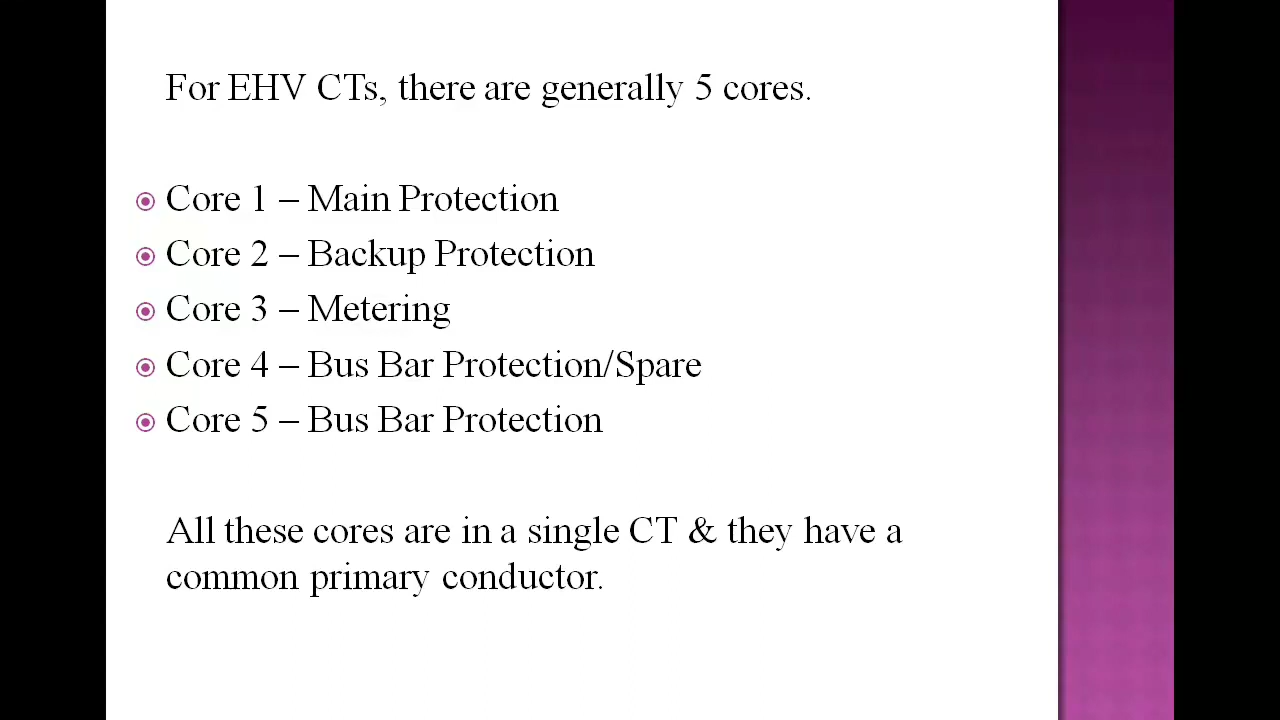 For EHV CTs, there are generally 5 cores.
Core 1 – Main Protection
Core 2 – Backup Protection
Core 3 – Metering
Core 4 – Bus Bar Protection/Spare
Core 5 – Bus Bar Protection
All these cores are in a single CT & they have a
common primary conductor.